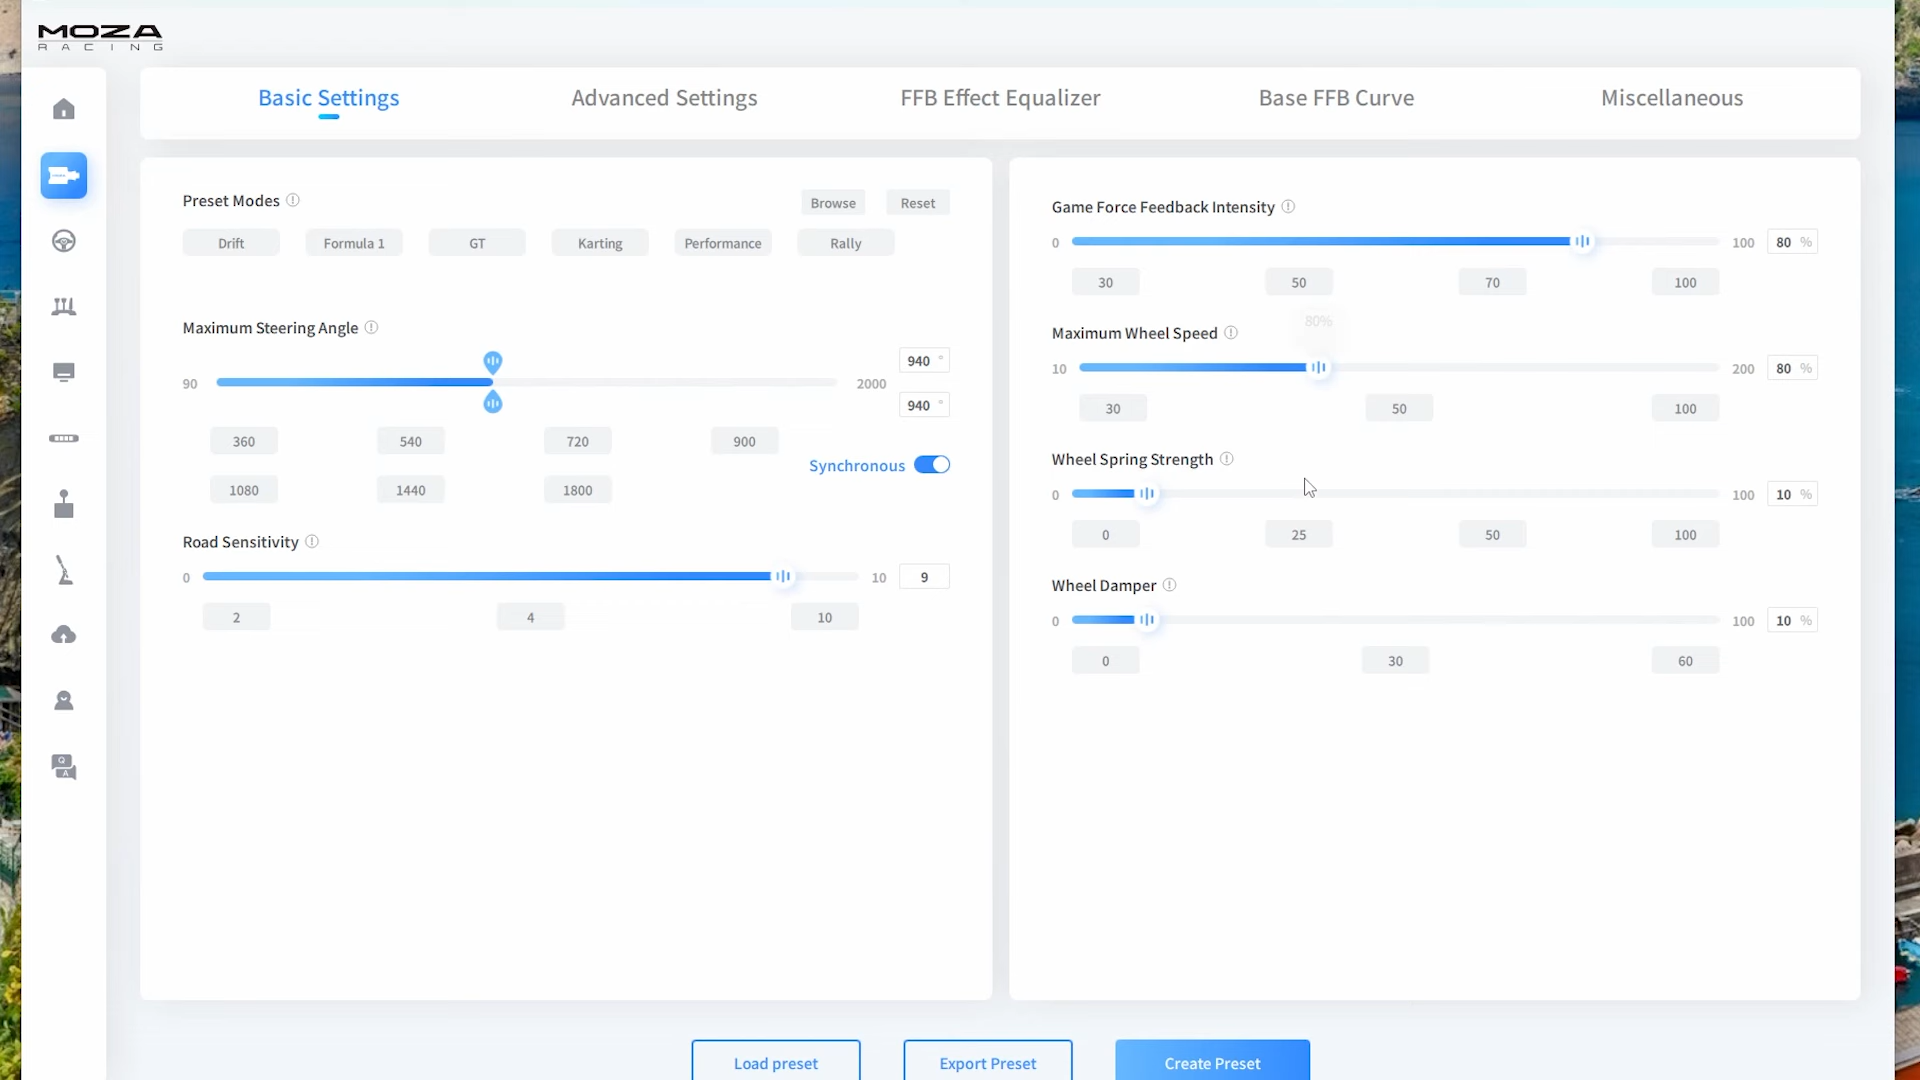 MOZA
RACING
Basic Settings
Advanced Settings
FFB Effect Equalizer
Base FFB Curve
Miscellaneous
Preset Modes
Browse
Reset
Drift
Formula 1
GT
Karting
Performance
Rally
Maximum Steering Angle
90
2000
940 °
940 °
360
540
720
900
Synchronous
1080
1440
1800
Road Sensitivity
0
10
9
2
4
10
Game Force Feedback Intensity
0
100
80 %
30
50
70
100
80%
Maximum Wheel Speed
10
200
80 %
30
50
100
Wheel Spring Strength
0
100
10 %
0
25
50
100
Wheel Damper
0
100
10 %
0
30
60
Q
A
Load preset
Export Preset
Create Preset